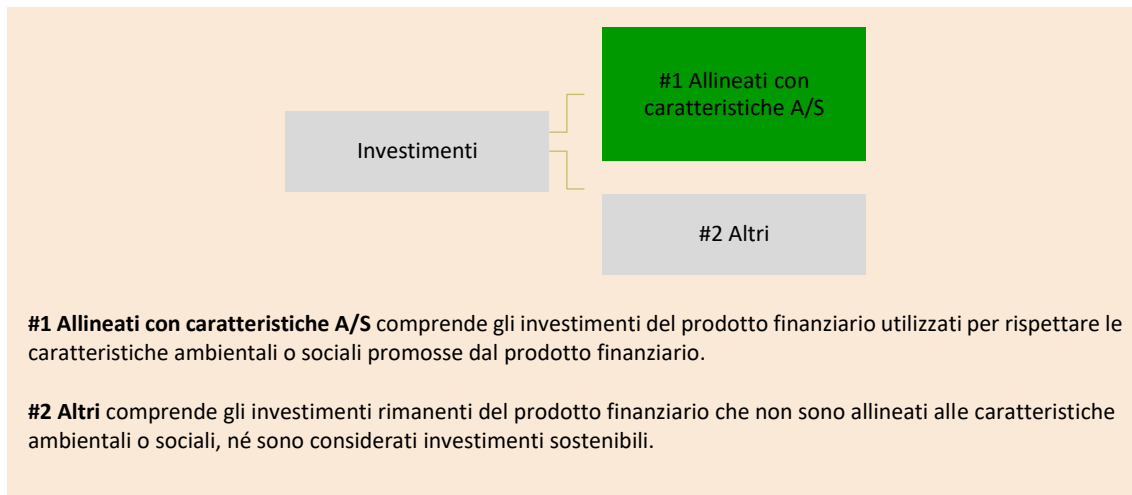 #1 Allineati con
caratteristiche A/S
Investimenti
#2 Altri
#1 Allineati con caratteristiche A/S comprende gli investimenti del prodotto finanziario utilizzati per rispettare le
caratteristiche ambientali o sociali promosse dal prodotto finanziario.
#2 Altri comprende gli investimenti rimanenti del prodotto finanziario che non sono allineati alle caratteristiche
ambientali o sociali, né sono considerati investimenti sostenibili.